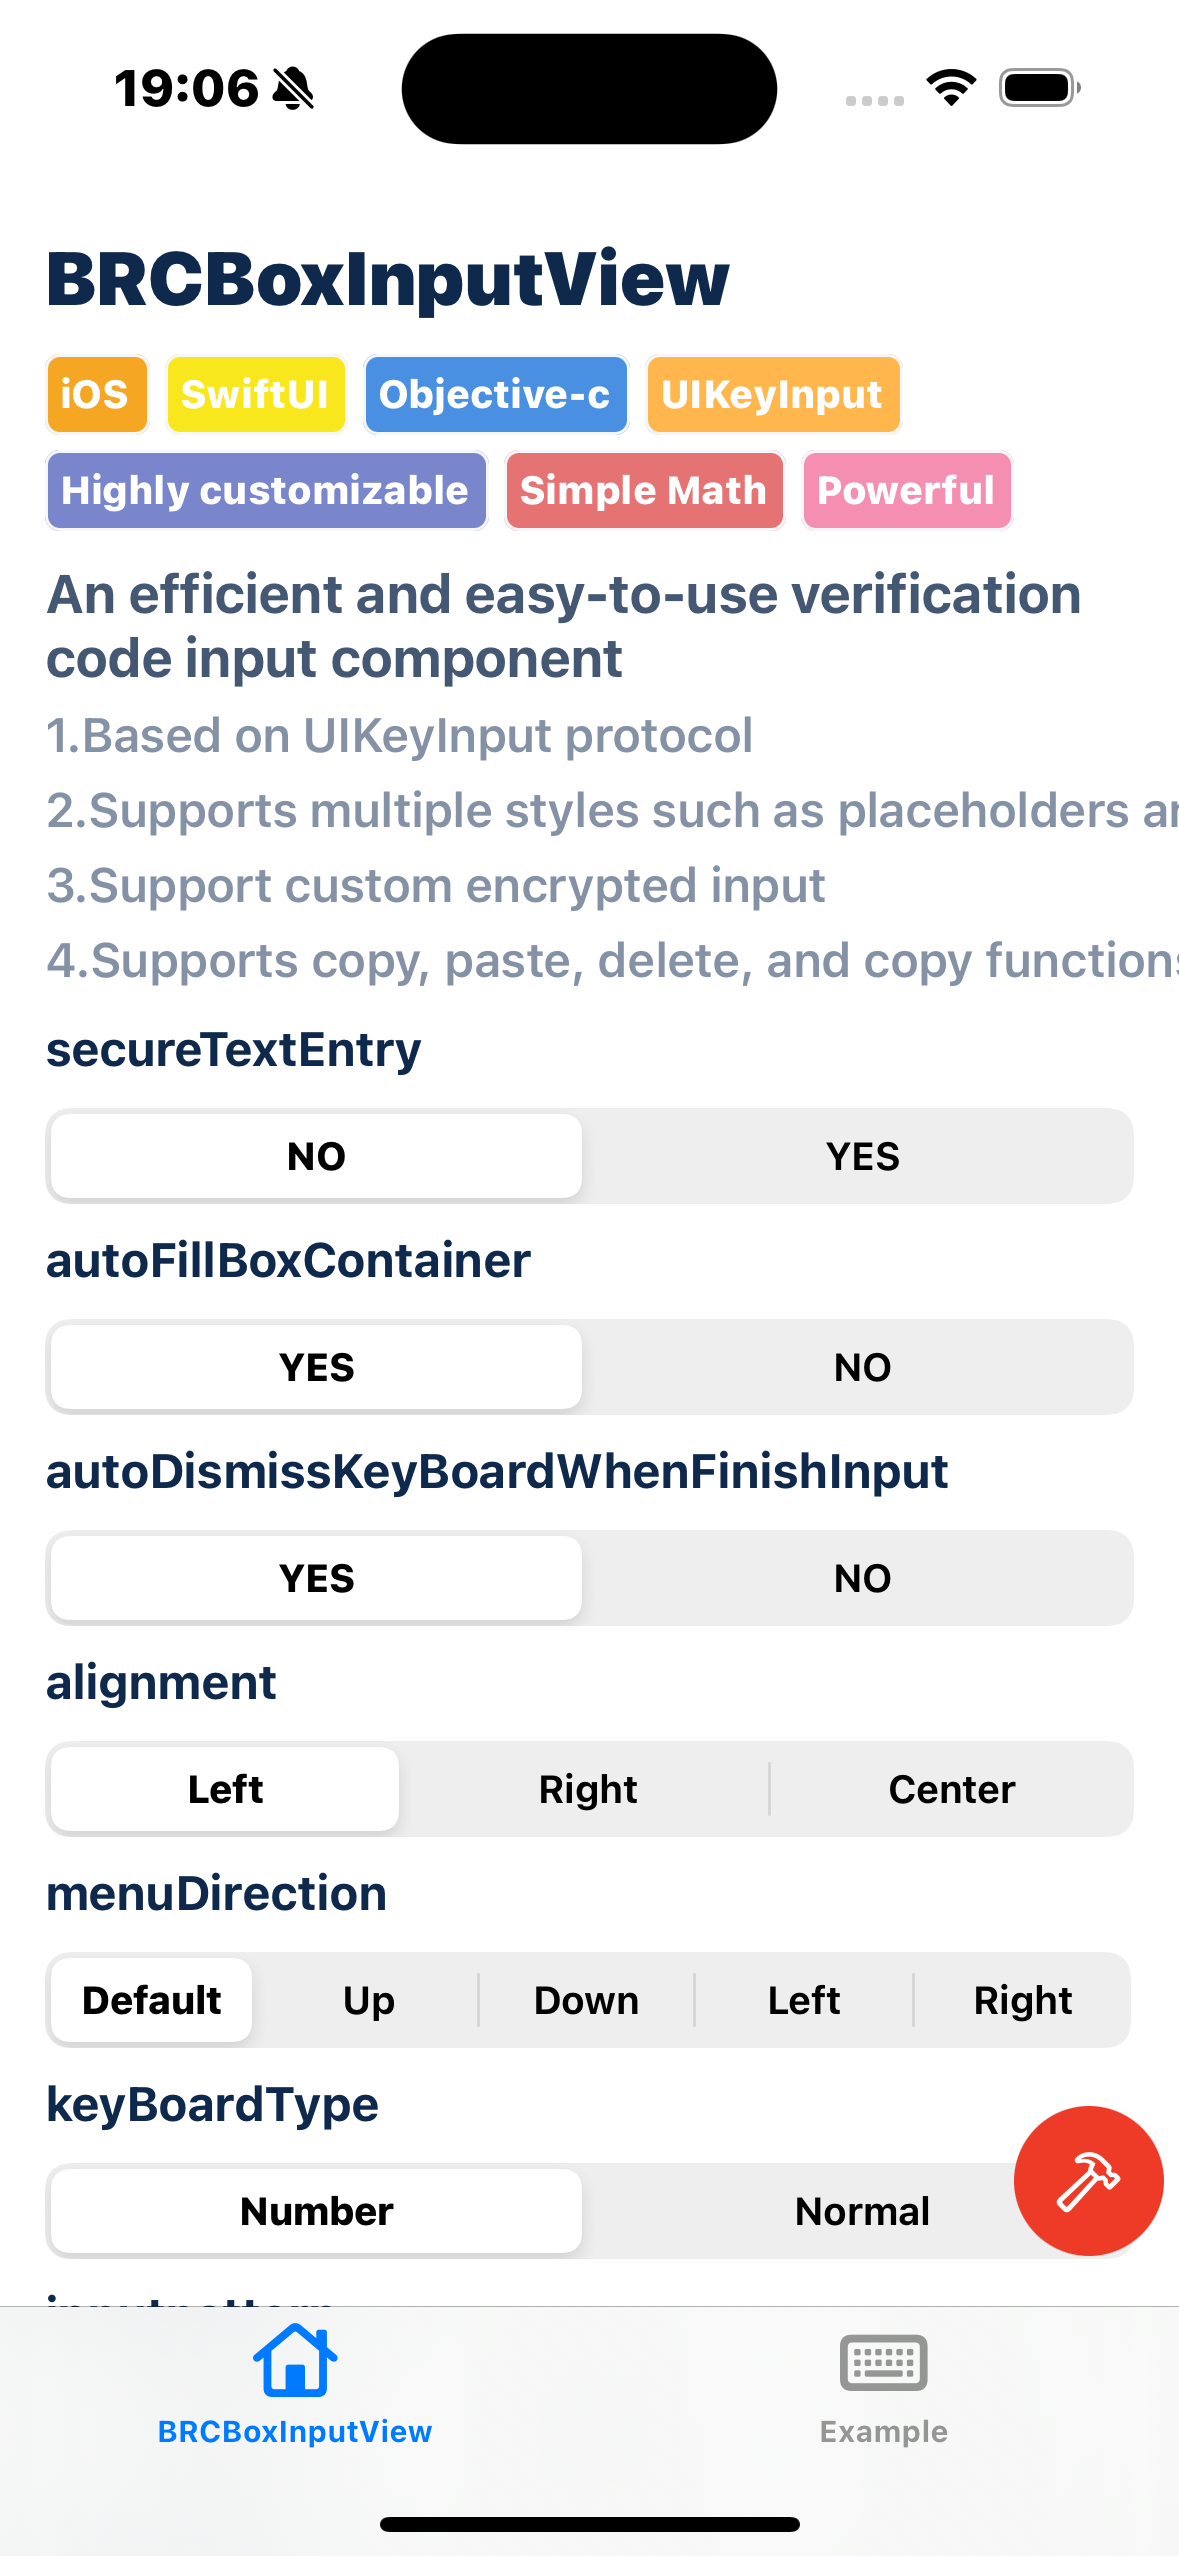 19:06
BRCBoxInputView
iOS SwiftUI Objective-c UIKeyInput
Highly customizable Simple Math Powerful
An efficient and easy-to-use verification
code input component
1.Based on UIKeyInput protocol
2.Supports multiple styles such as placeholders
3.Support custom encrypted input
4.Supports copy, paste, delete, and copy functions
secureTextEntry
NO YES
autoFillBoxContainer
YES NO
autoDismissKeyBoardWhenFinishInput
YES NO
alignment
Left Right Center
menuDirection
Default Up Down Left Right
keyBoardType
Number Normal
BRCBoxInputView Example